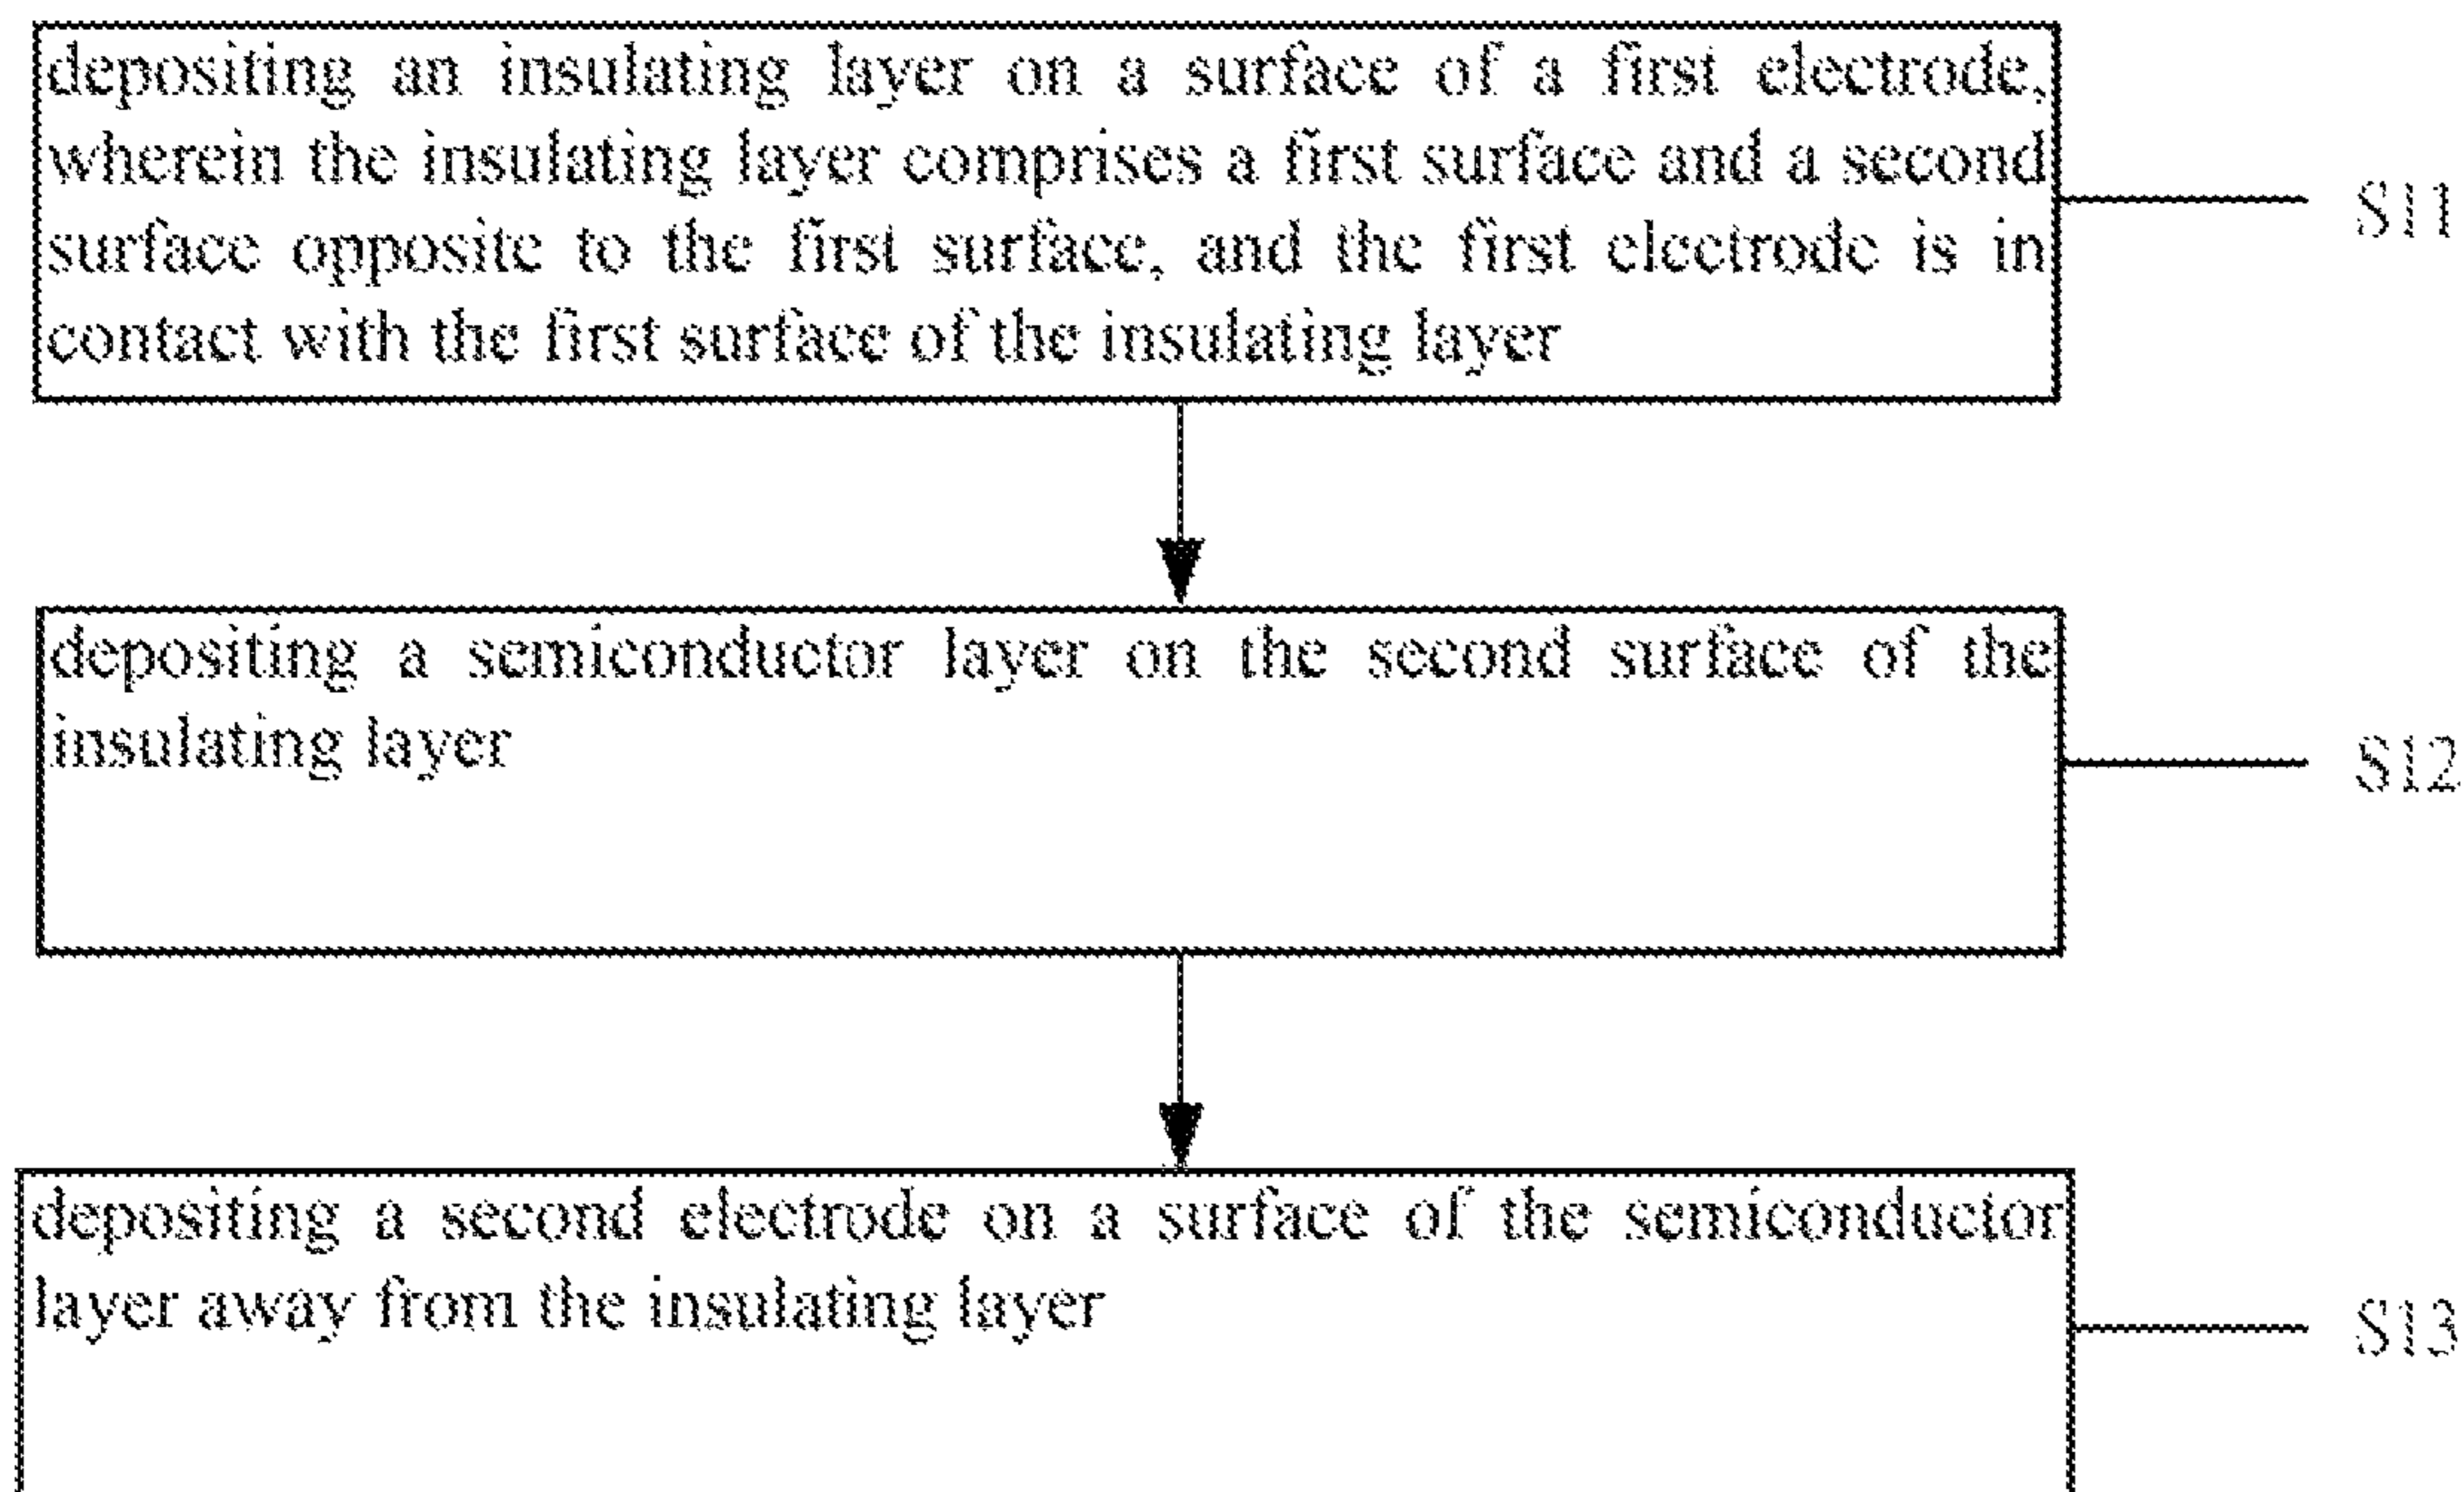 depositing an insulating layer on a surface of a first electrode,
wherein the insulating layer comprises a first surface and a second
surface opposite to the first surface, and the first electrode is in
contact with the first surface of the insulating layer
S11
depositing a semiconductor layer on the second surface of the
insulating layer
S12
depositing a second electrode on a surface of the semiconductor
layer away from the insulating layer
S13